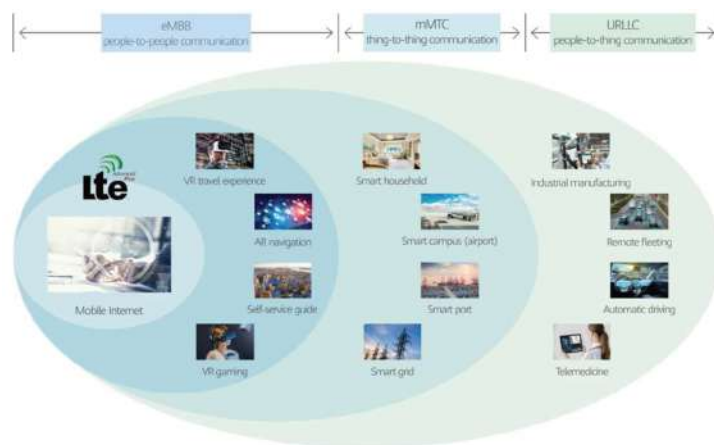 eMBB
people-to-people communication
mMTC
thing-to-thing communication
URLLC
people-to-thing communication
Lte
Advanced
Plus
VR travel experience
Smart household
Industrial manufacturing
AR navigation
Smart campus (airport)
Remote fleeting
Mobile Internet
Self-service guide
Smart port
Automatic driving
VR gaming
Smart grid
Telemedicine